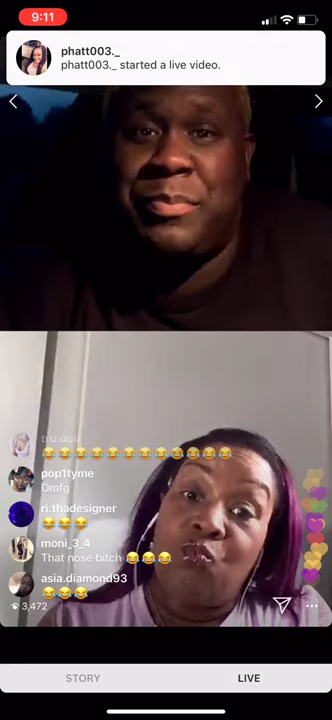 9:11
phatt003._
phatt003._ started a live video.
tru.doll
😂😂😂😂😂😂😂😂😂😂😂😂
pop1tyme
Omfg
ri.thadesigner
😂😂😂
moni_3_4
That nose bitch 😂😂😂
asia.diamond93
😂😂😂
3,472
STORY
LIVE